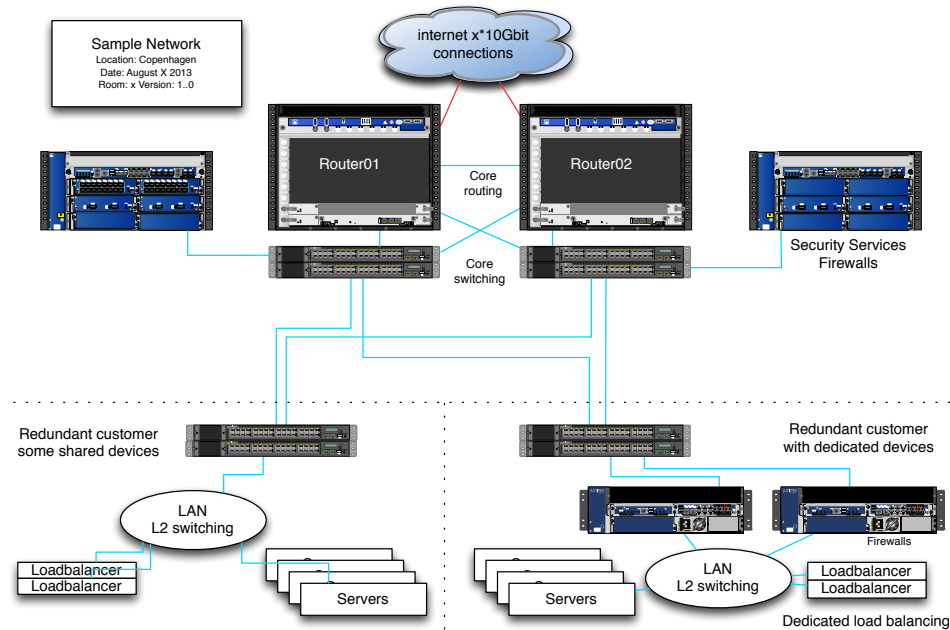 internet x*10Gbit
connections
Sample Network
Location: Copenhagen
Date: August X 2013
Room: x Version: 1..0
Router01
Router02
Core
routing
Security Services
Firewalls
Core
switching
Redundant customer
some shared devices
Redundant customer
with dedicated devices
LAN
L2 switching
Firewalls
Loadbalancer
Loadbalancer
Servers
Servers
LAN
L2 switching
Loadbalancer
Loadbalancer
Dedicated load balancing